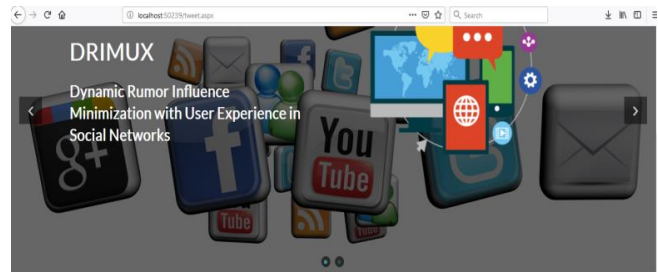 localhost:50239/tweet.aspx
Search
DRIMUX
Dynamic Rumor Influence
Minimization with User Experience in
Social Networks
g+
f
You
Tube
Tube
Tube